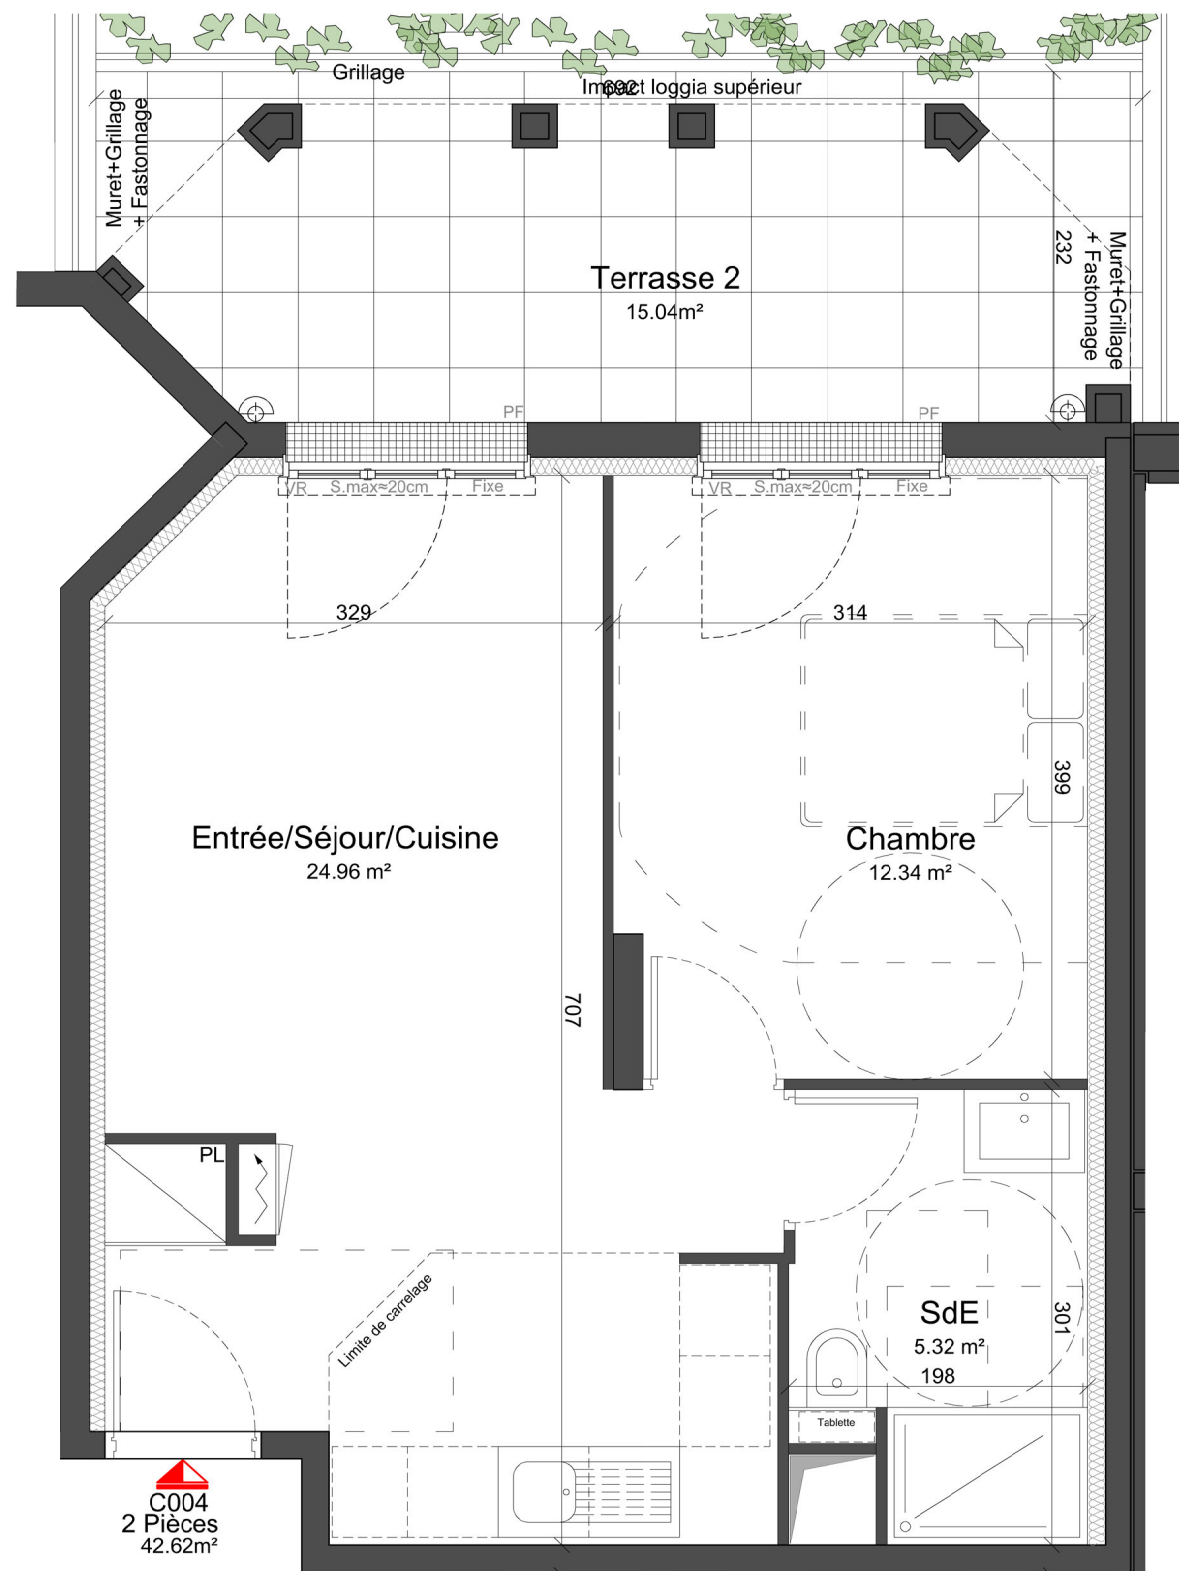 Grillage
Impact loggia supérieur
692
Muret+Grillage
+ Fastonnage
232
Muret+Grillage
+ Fastonnage
Terrasse 2
15.04m²
PF
PF
VR
S.max≈20cm
Fixe
VR
S.max≈20cm
Fixe
329
314
399
Entrée/Séjour/Cuisine
24.96 m²
Chambre
12.34 m²
707
PL
Limite de carrelage
SdE
5.32 m²
301
198
Tablette
C004
2 Pièces
42.62m²